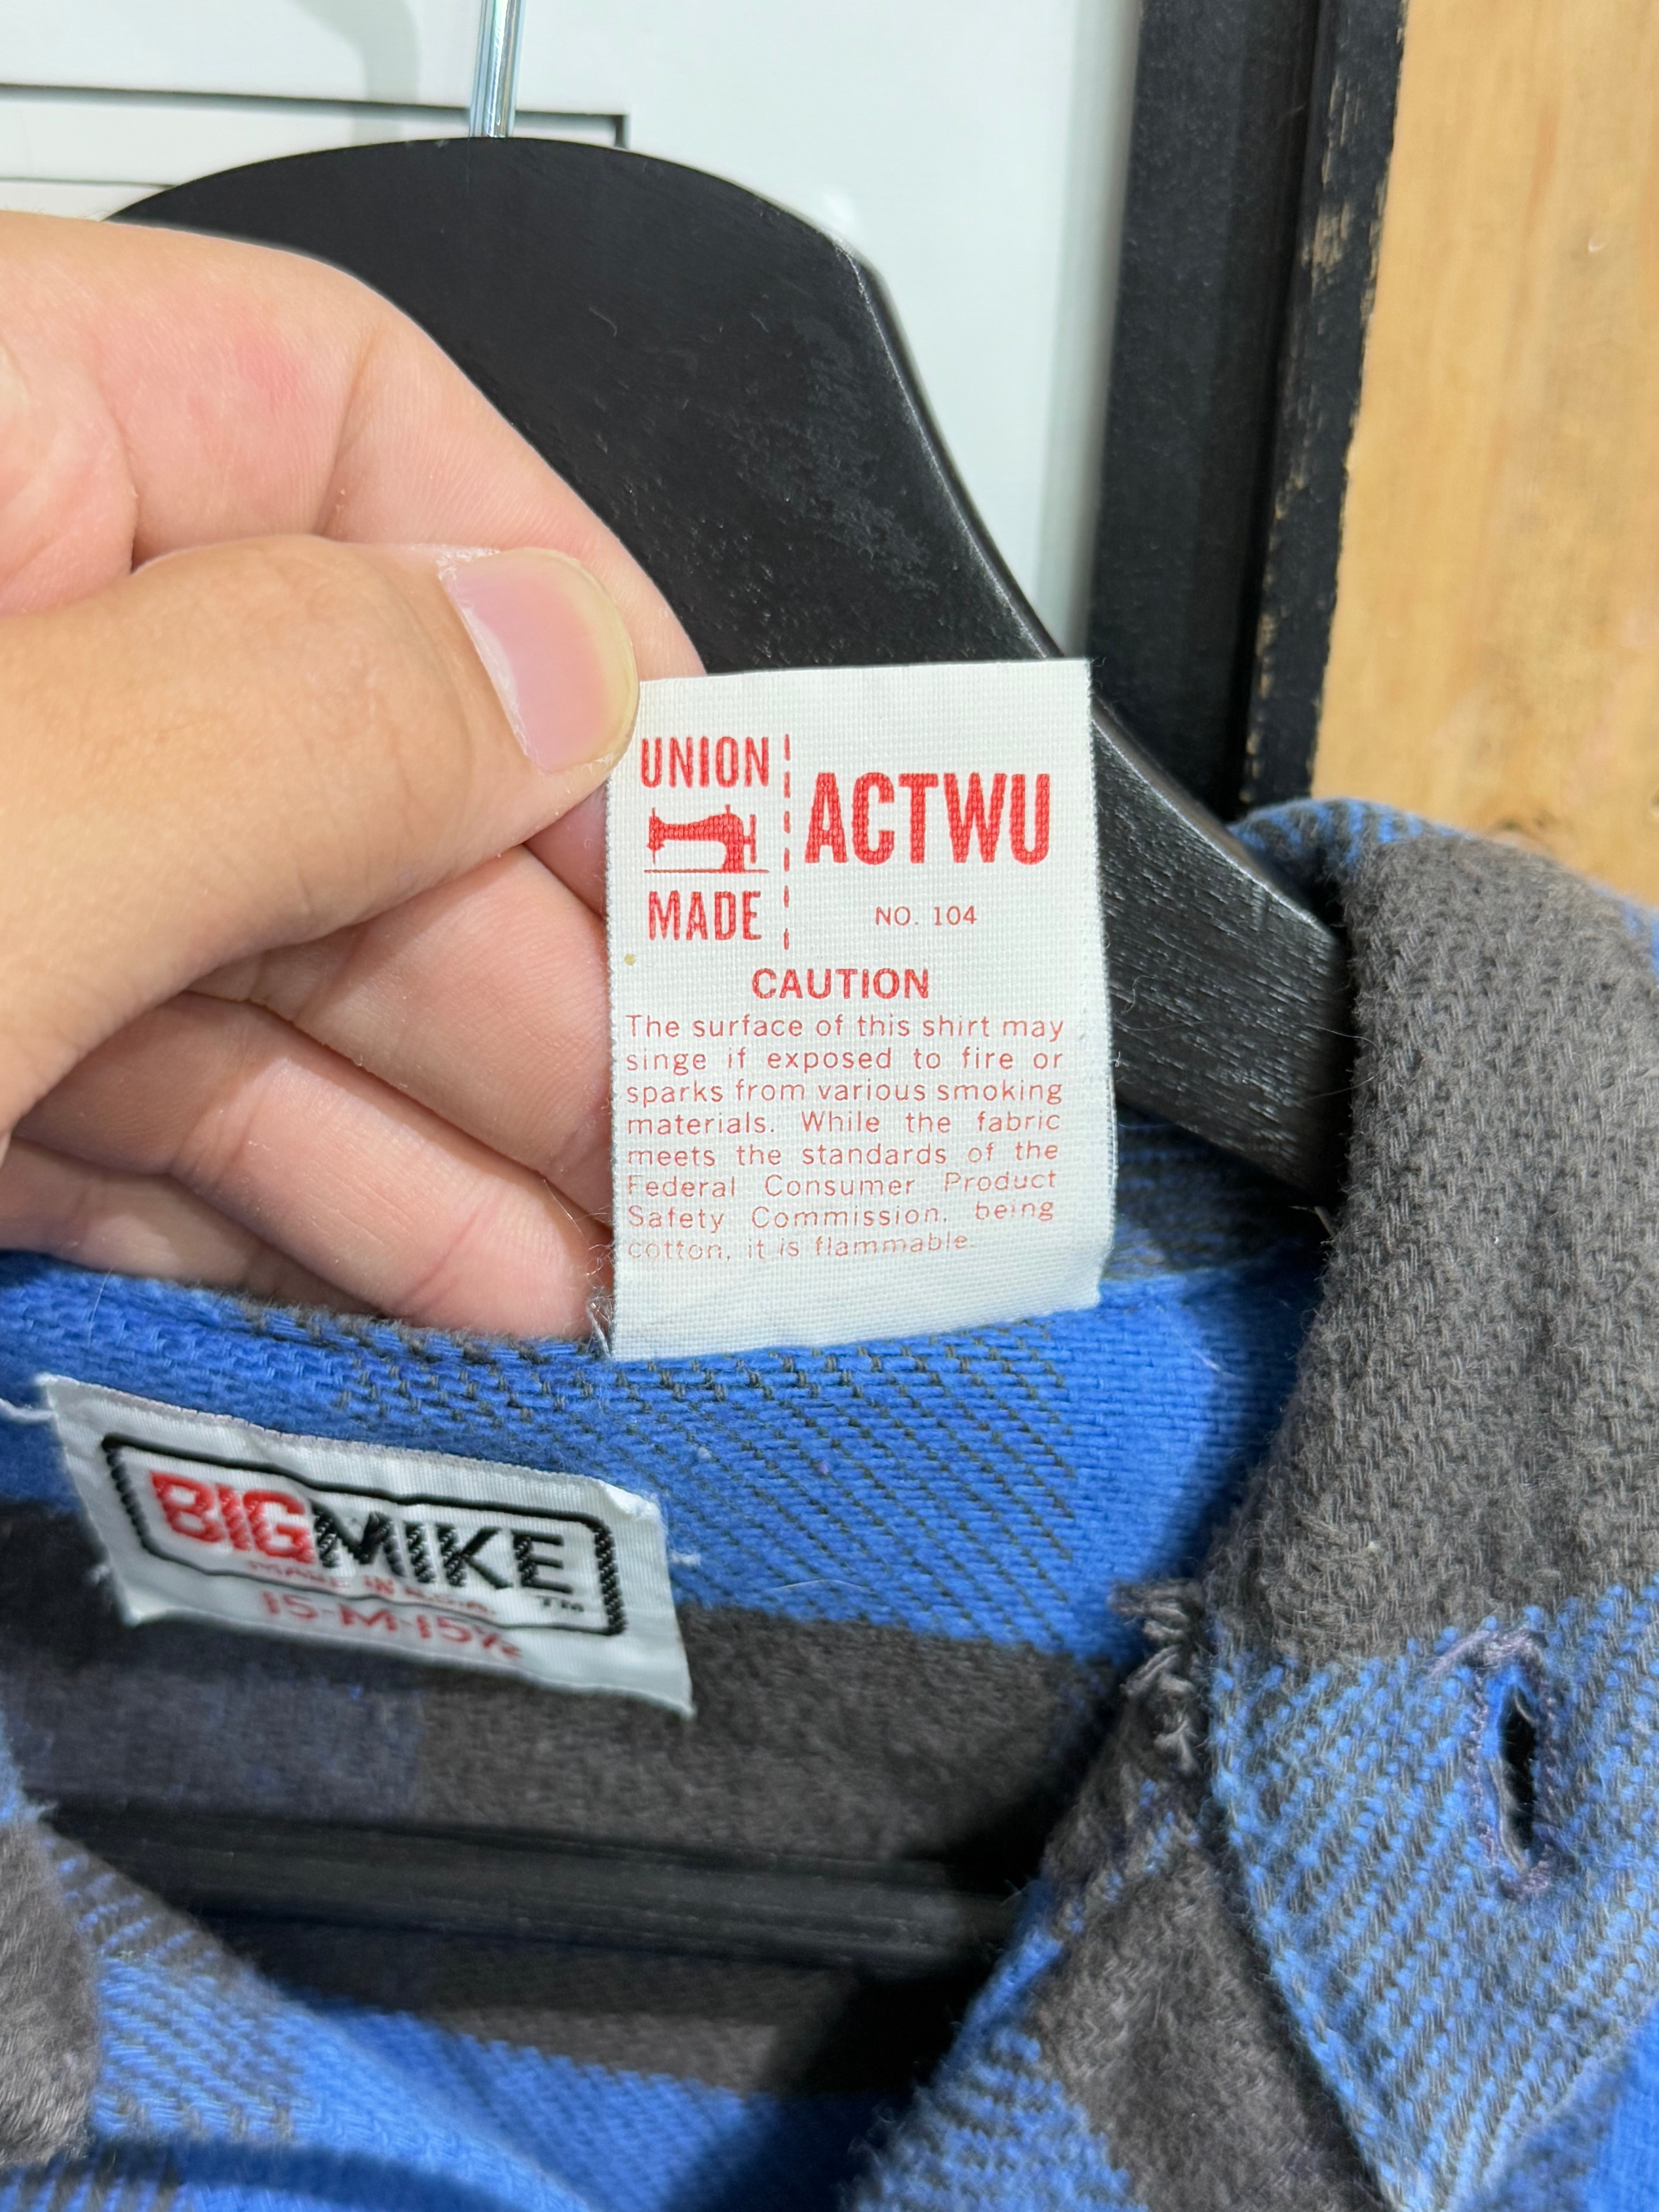 UNION
MADE
ACTWU
NO. 104
CAUTION
The surface of this shirt may
singe if exposed to fire or
sparks from various smoking
materials. While the fabric
meets the standards of the
Federal Consumer Product
Safety Commission, being
cotton, it is flammable.
BIGMIKE
MADE IN U.S.A. TM
15-M-15½